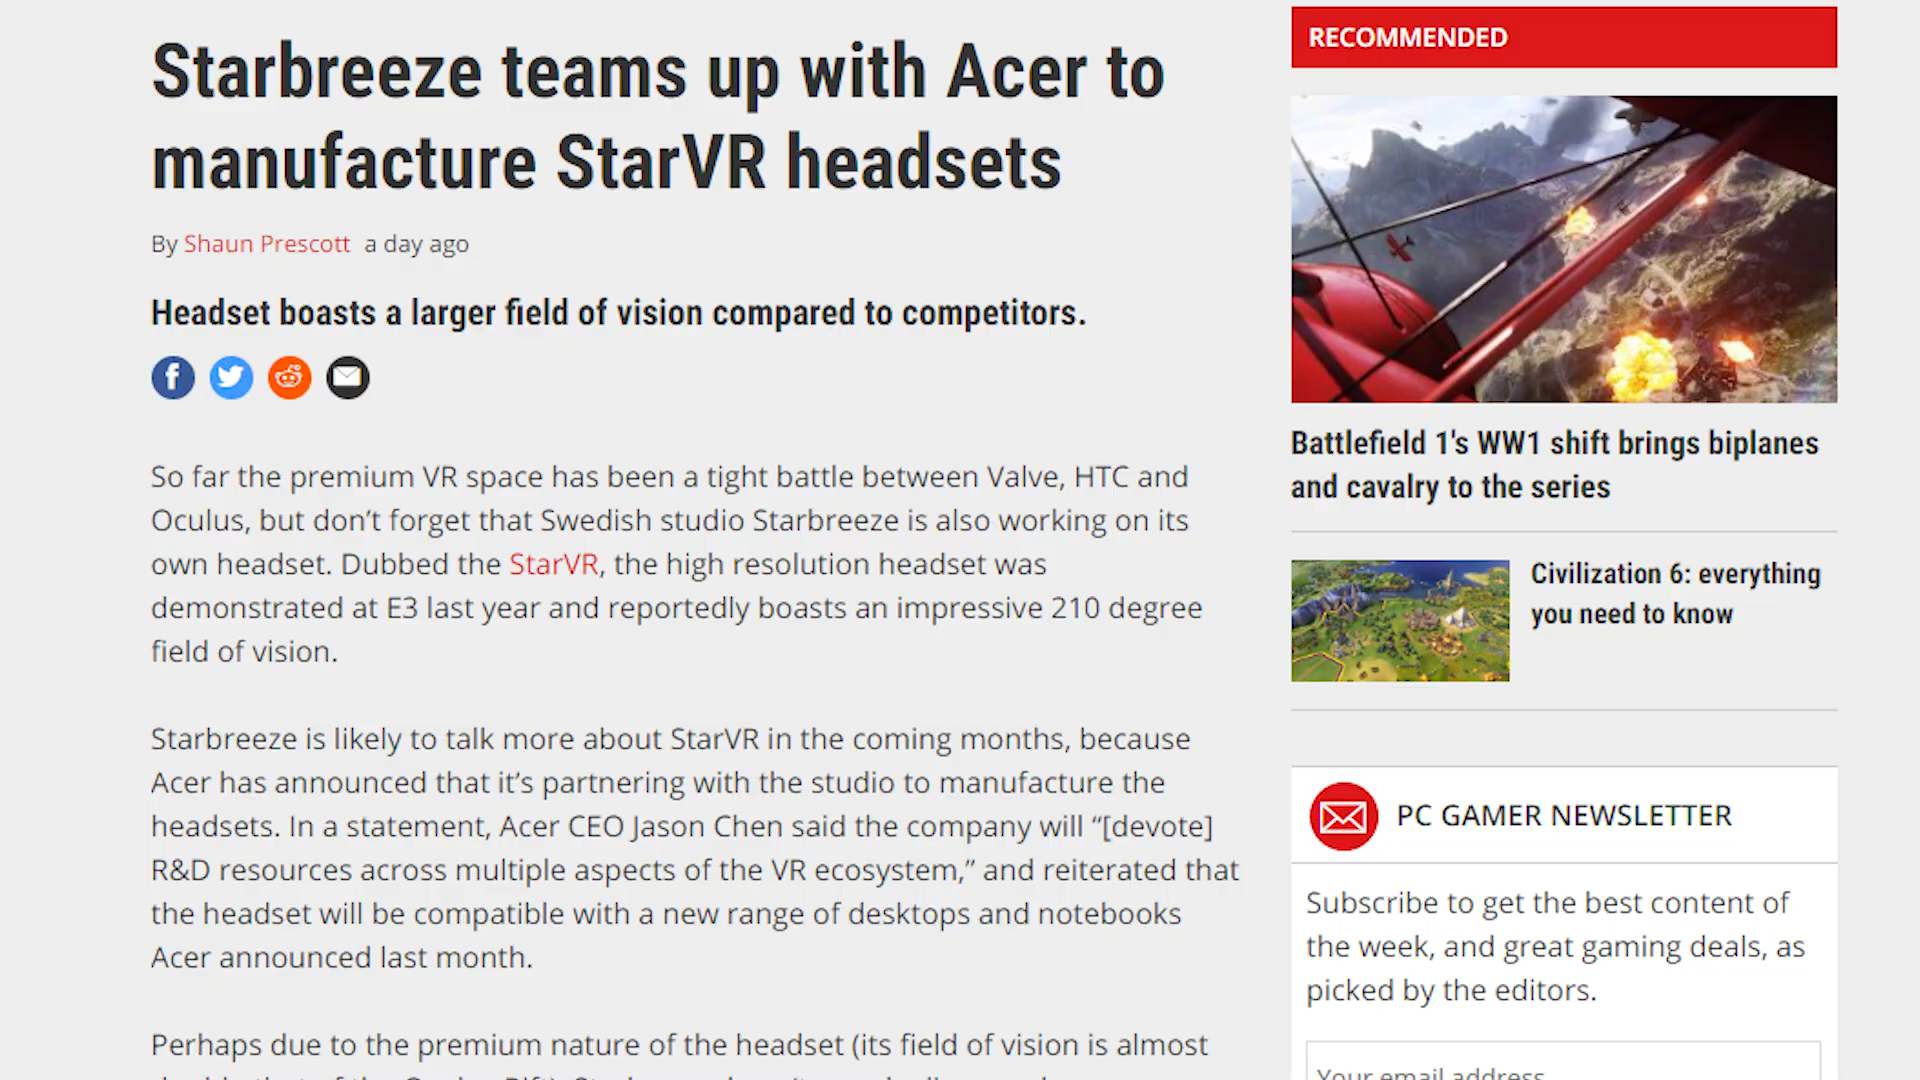 Starbreeze teams up with Acer to
manufacture StarVR headsets
By Shaun Prescott a day ago
Headset boasts a larger field of vision compared to competitors.
So far the premium VR space has been a tight battle between Valve, HTC and
Oculus, but don’t forget that Swedish studio Starbreeze is also working on its
own headset. Dubbed the StarVR, the high resolution headset was
demonstrated at E3 last year and reportedly boasts an impressive 210 degree
field of vision.
Starbreeze is likely to talk more about StarVR in the coming months, because
Acer has announced that it’s partnering with the studio to manufacture the
headsets. In a statement, Acer CEO Jason Chen said the company will “[devote]
R&D resources across multiple aspects of the VR ecosystem,” and reiterated that
the headset will be compatible with a new range of desktops and notebooks
Acer announced last month.
Perhaps due to the premium nature of the headset (its field of vision is almost
RECOMMENDED
Battlefield 1's WW1 shift brings biplanes
and cavalry to the series
Civilization 6: everything
you need to know
PC GAMER NEWSLETTER
Subscribe to get the best content of
the week, and great gaming deals, as
picked by the editors.
Your email address